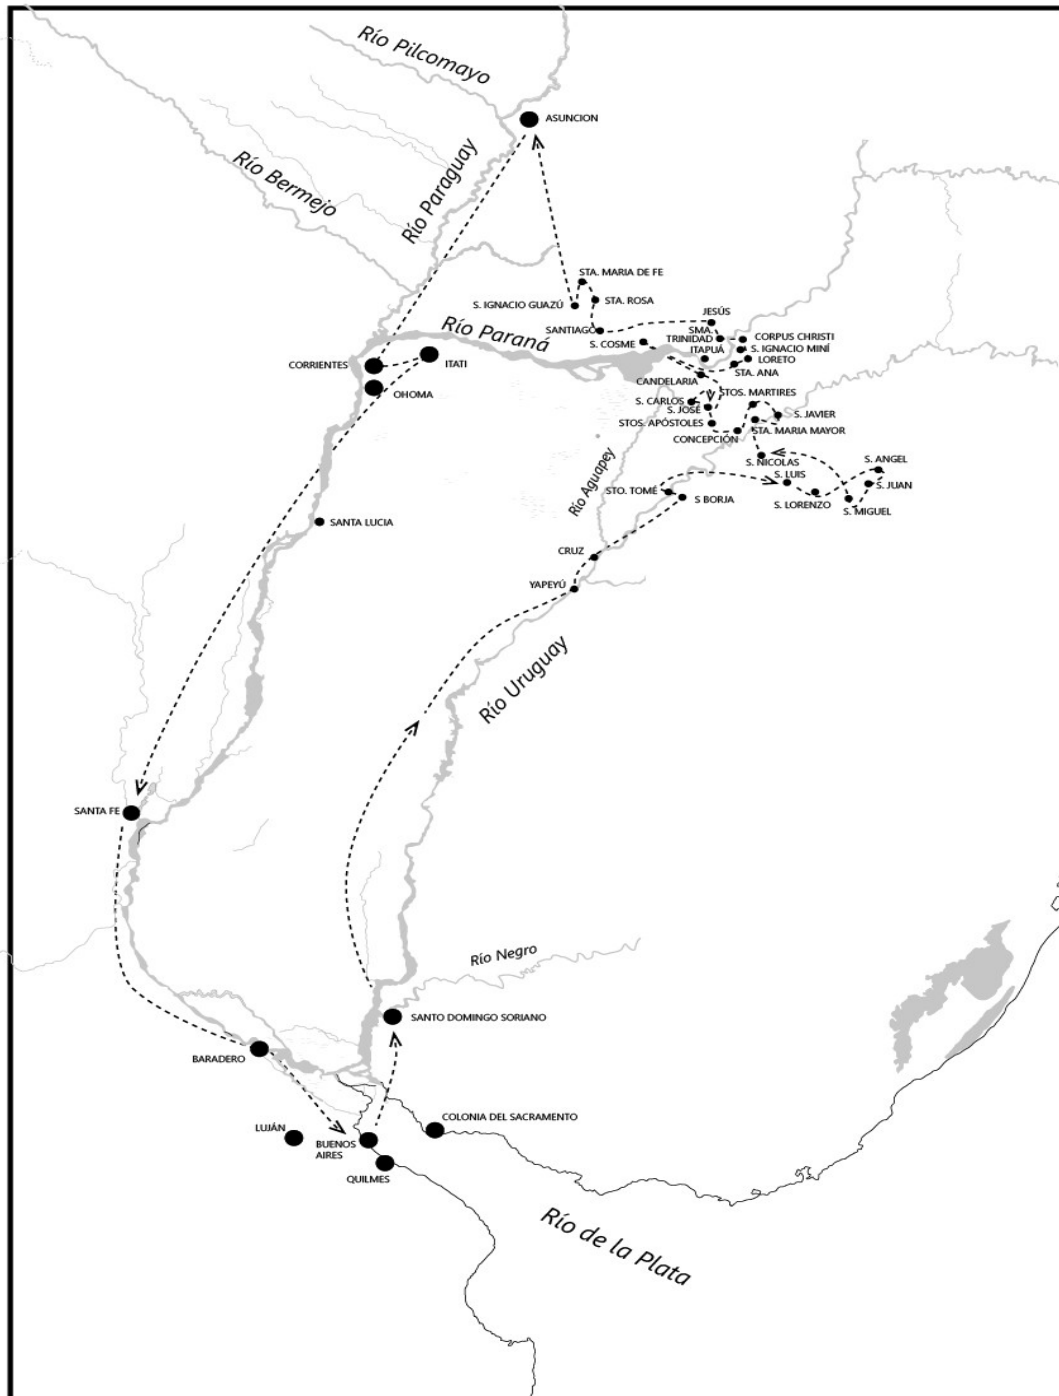 Río Pilcomayo
ASUNCION
Río Bermejo
Río Paraguay
STA. MARIA DE FE
S. IGNACIO GUAZÚ
STA. ROSA
JESÚS
SANTIAGO
SMA.
TRINIDAD
CORPUS CHRISTI
Río Paraná
S. COSME
ITAPUÁ
S. IGNACIO MINÍ
LORETO
CORRIENTES
ITATI
STA. ANA
CANDELARIA
OHOMA
STOS. MARTIRES
S. CARLOS
S. JOSÉ
S. JAVIER
STOS. APÓSTOLES
STA. MARIA MAYOR
CONCEPCIÓN
S. NICOLAS
S. ANGEL
Río Aguapey
S. LUIS
S. JUAN
STO. TOMÉ
S BORJA
S. LORENZO
S. MIGUEL
SANTA LUCIA
CRUZ
YAPEYÚ
Río Uruguay
SANTA FE
Río Negro
SANTO DOMINGO SORIANO
BARADERO
COLONIA DEL SACRAMENTO
LUJÁN
BUENOS
AIRES
QUILMES
Río de la Plata